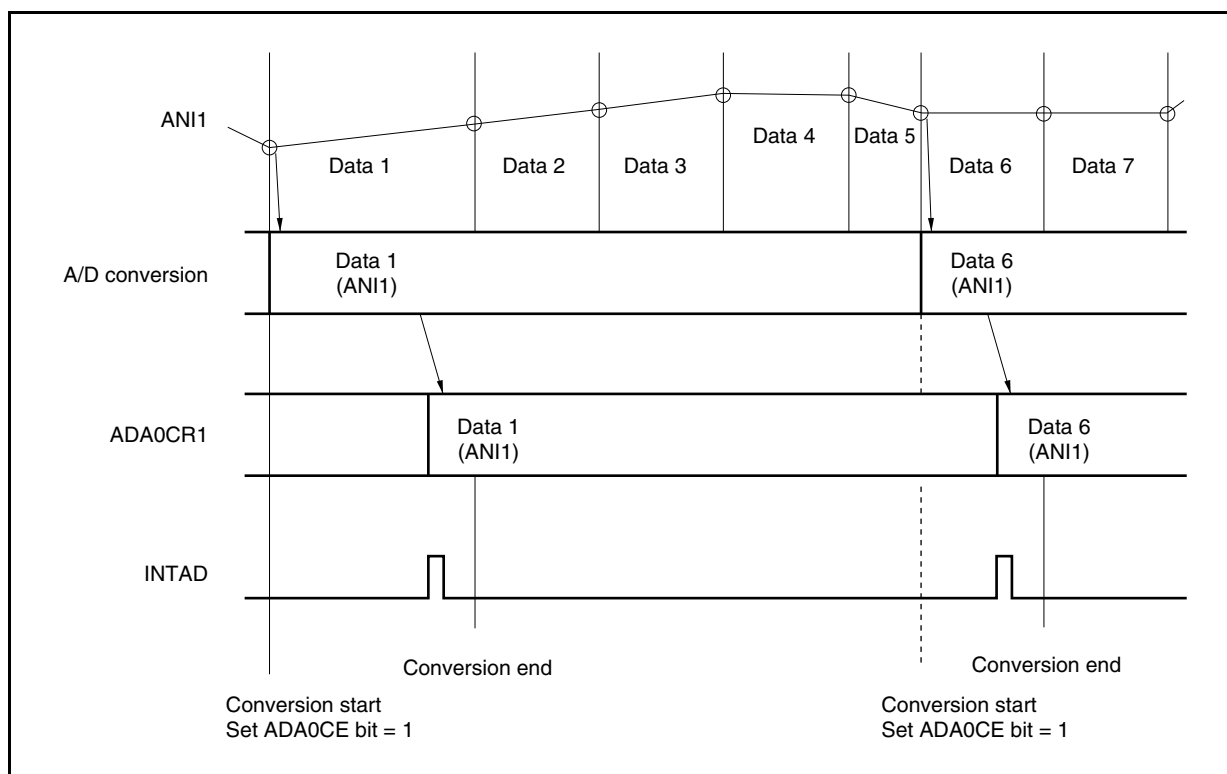 ANI1
Data 1
Data 2
Data 3
Data 4
Data 5
Data 6
Data 7
A/D conversion
Data 1
(ANI1)
Data 6
(ANI1)
ADA0CR1
Data 1
(ANI1)
Data 6
(ANI1)
INTAD
Conversion end
Conversion end
Conversion start
Set ADA0CE bit = 1
Conversion start
Set ADA0CE bit = 1